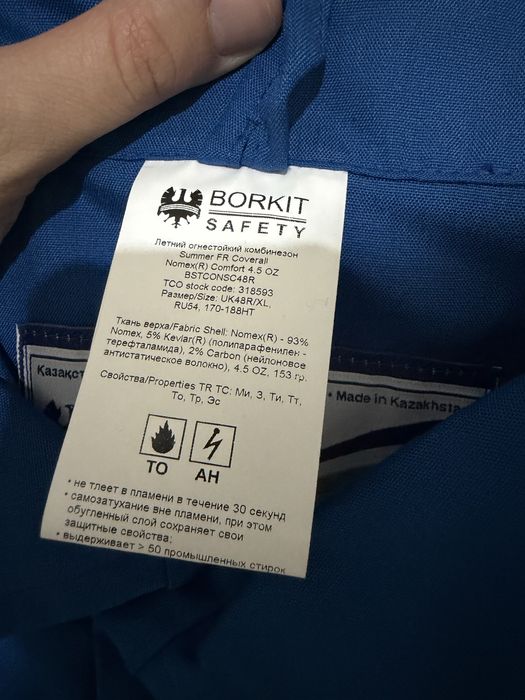 BORKIT
SAFETY
Летний огнестойкий комбинезон
Summer FR Coverall
Nomex(R) Comfort 4.5 OZ
BSTCONSC48R
TCO stock code: 318593
Размер/Size: UK48R/XL,
RU54, 170-188HT
Ткань верха/Fabric Shell: Nomex(R) - 93%
Nomex, 5% Kevlar(R) (полипарафенилен -
терефталамида), 2% Carbon (нейлоновое
антистатическое волокно), 4.5 OZ, 153 гр.
Свойства/Properties TR TC: Ми, З, Ти, Тт,
То, Тр, Эс
ТО АН
• не тлеет в пламени в течение 30 секунд
• самозатухание вне пламени, при этом
обугленный слой сохраняет свои
защитные свойства;
• выдерживает > 50 промышленных стирок
Қазақст
• Made in Kazakhsta